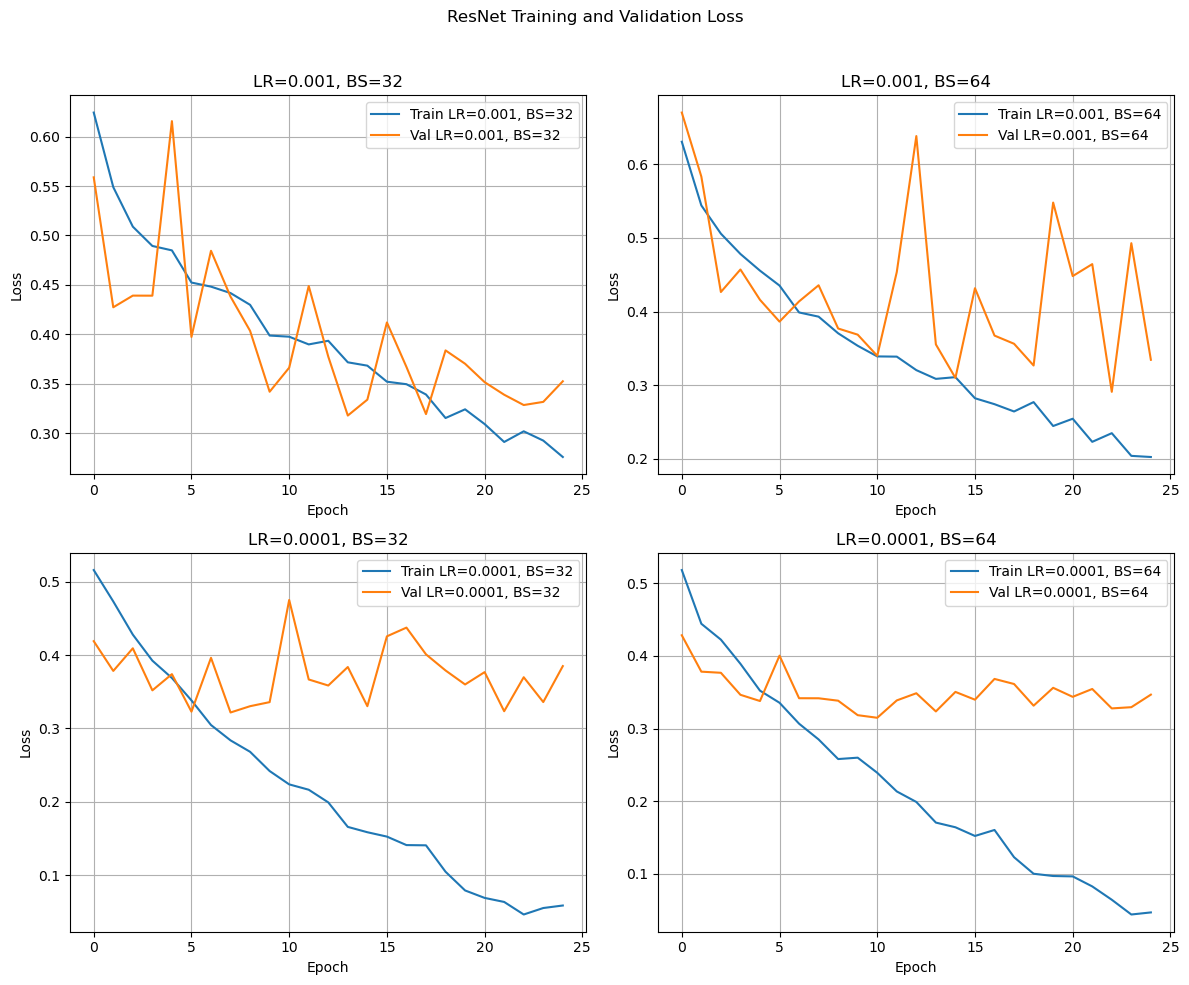 ResNet Training and Validation Loss
LR=0.001, BS=32
Train LR=0.001, BS=32
Val LR=0.001, BS=32
0.60
0.55
0.50
0.45
0.40
0.35
0.30
Loss
0 5 10 15 20 25
Epoch
LR=0.001, BS=64
Train LR=0.001, BS=64
Val LR=0.001, BS=64
0.6
0.5
0.4
0.3
0.2
Loss
0 5 10 15 20 25
Epoch
LR=0.0001, BS=32
Train LR=0.0001, BS=32
Val LR=0.0001, BS=32
0.5
0.4
0.3
0.2
0.1
Loss
0 5 10 15 20 25
Epoch
LR=0.0001, BS=64
Train LR=0.0001, BS=64
Val LR=0.0001, BS=64
0.5
0.4
0.3
0.2
0.1
Loss
0 5 10 15 20 25
Epoch